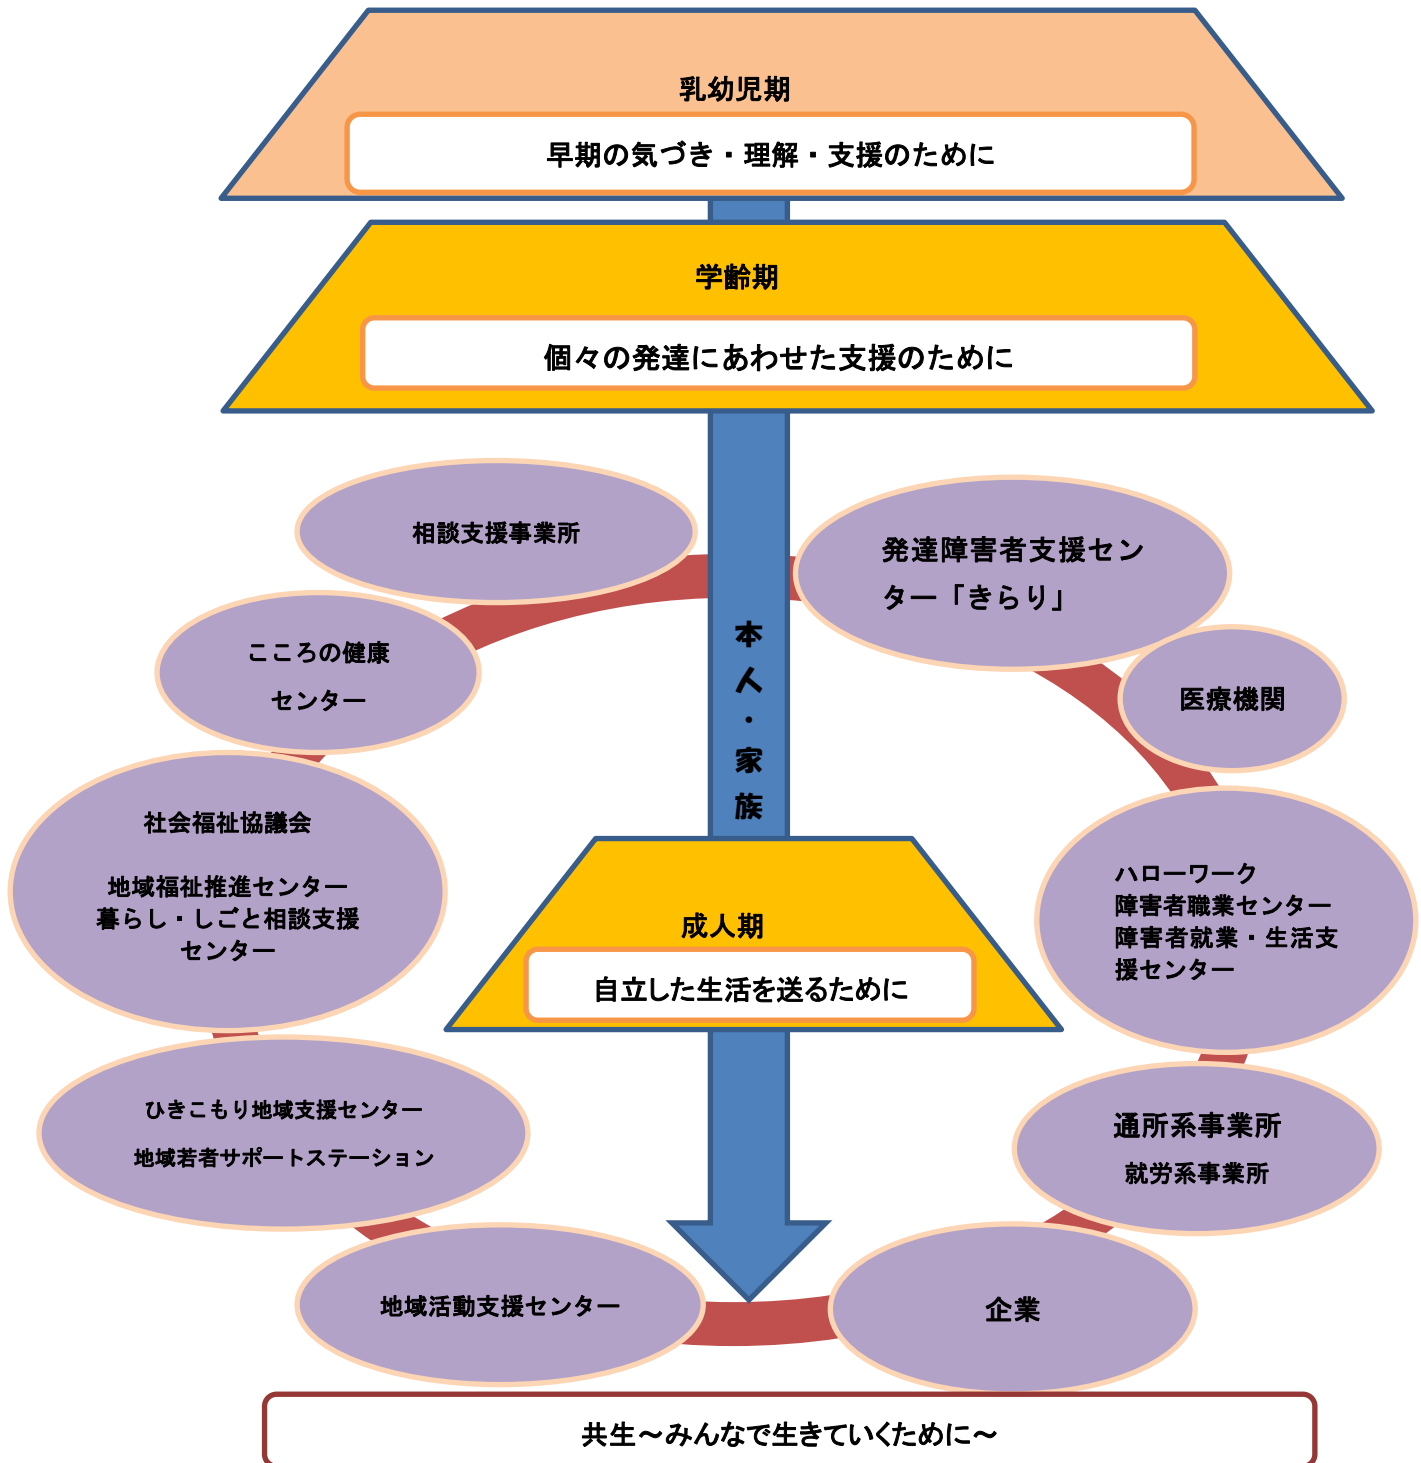 乳幼児期
早期の気づき・理解・支援のために
学齢期
個々の発達にあわせた支援のために
相談支援事業所
発達障害者支援セン
ター「きらり」
本人・家族
こころの健康
センター
医療機関
社会福祉協議会
地域福祉推進センター
暮らし・しごと相談支援
センター
ハローワーク
障害者職業センター
障害者就業・生活支
援センター
成人期
自立した生活を送るために
ひきこもり地域支援センター
地域若者サポートステーション
通所系事業所
就労系事業所
地域活動支援センター
企業
共生～みんなで生きていくために～